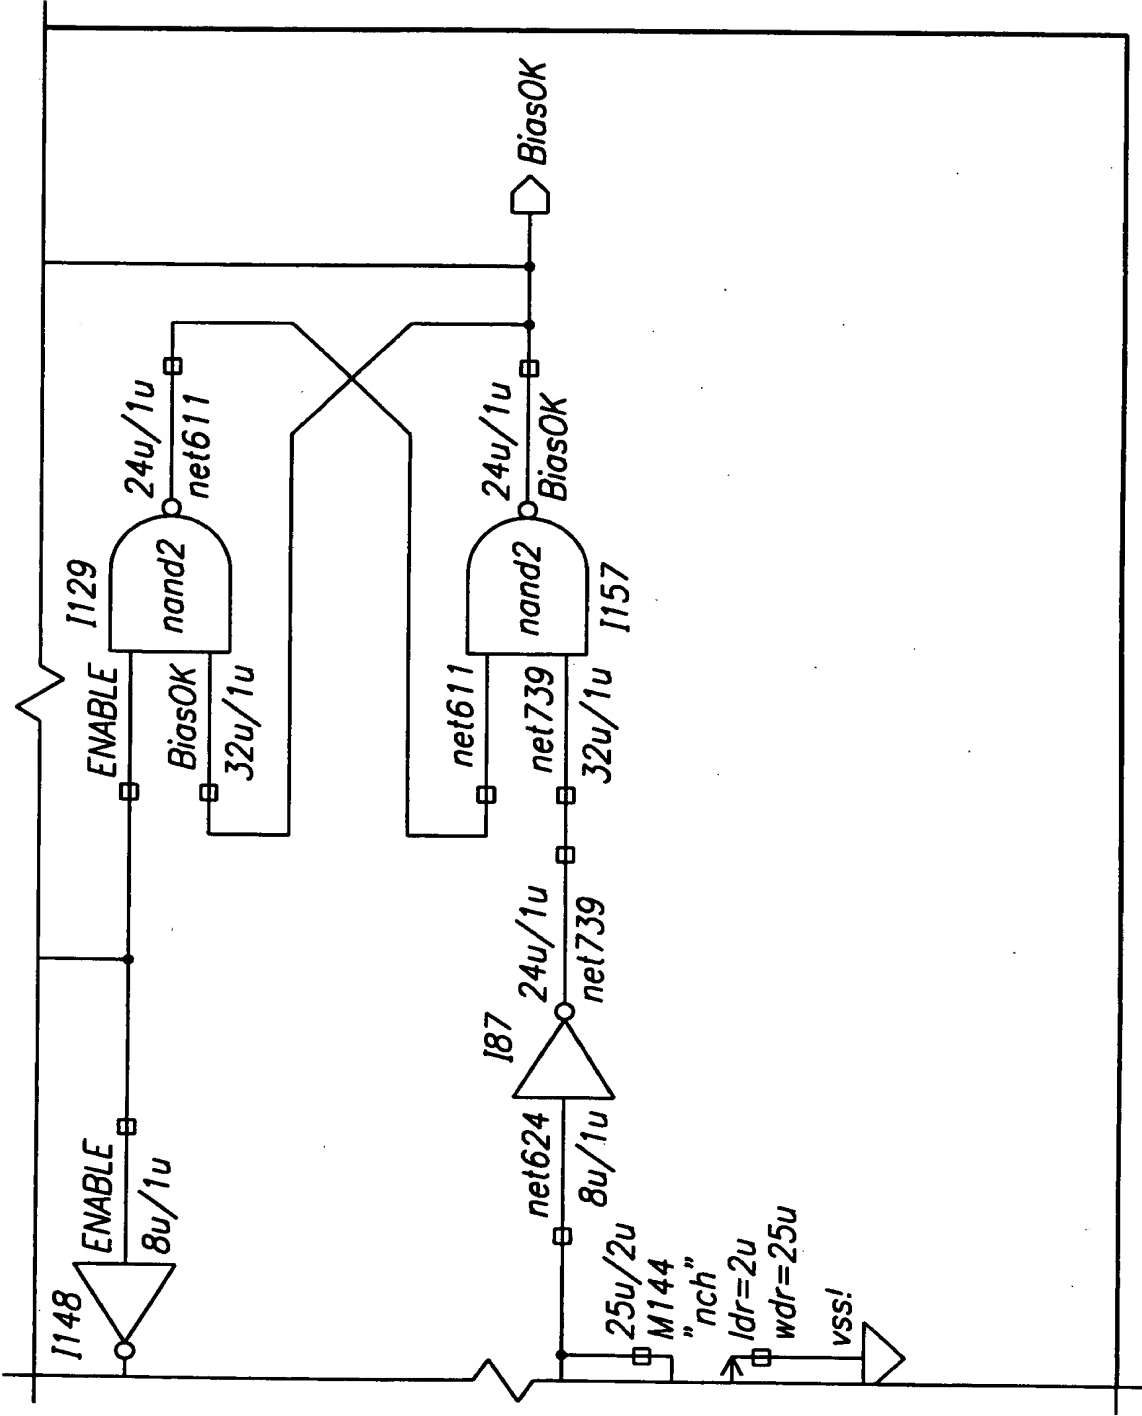 I148
ENABLE
8u/1u
ENABLE
BiasOK
32u/1u
I129
nand2
24u/1u
net611
25u/2u
M144
"nch"
ldr=2u
wdr=25u
vss!
net624
8u/1u
I87
24u/1u
net739
net611
net739
32u/1u
nand2
I157
24u/1u
BiasOK
BiasOK